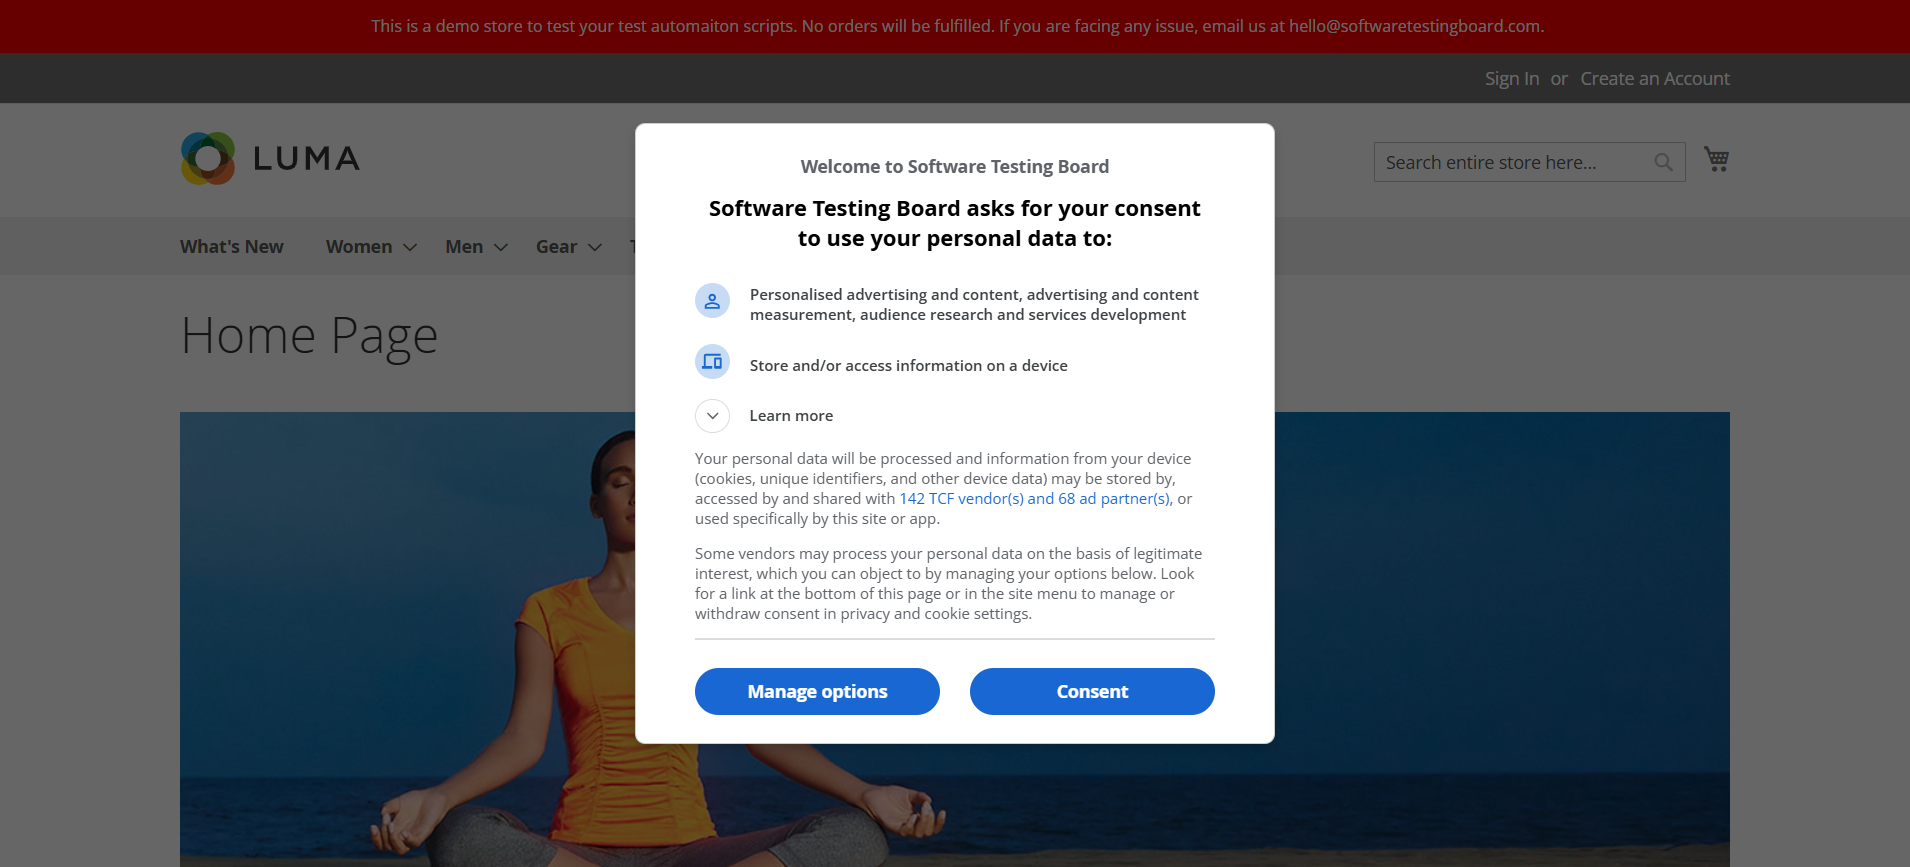 This is a demo store to test your test automaiton scripts. No orders will be fulfilled. If you are facing any issue, email us at hello@softwaretestingboard.com.
Sign In or Create an Account
LUMA
Search entire store here...
What's New Women Men Gear
Home Page
Welcome to Software Testing Board
Software Testing Board asks for your consent
to use your personal data to:
Personalised advertising and content, advertising and content
measurement, audience research and services development
Store and/or access information on a device
Learn more
Your personal data will be processed and information from your device
(cookies, unique identifiers, and other device data) may be stored by,
accessed by and shared with 142 TCF vendor(s) and 68 ad partner(s), or
used specifically by this site or app.
Some vendors may process your personal data on the basis of legitimate
interest, which you can object to by managing your options below. Look
for a link at the bottom of this page or in the site menu to manage or
withdraw consent in privacy and cookie settings.
Manage options Consent